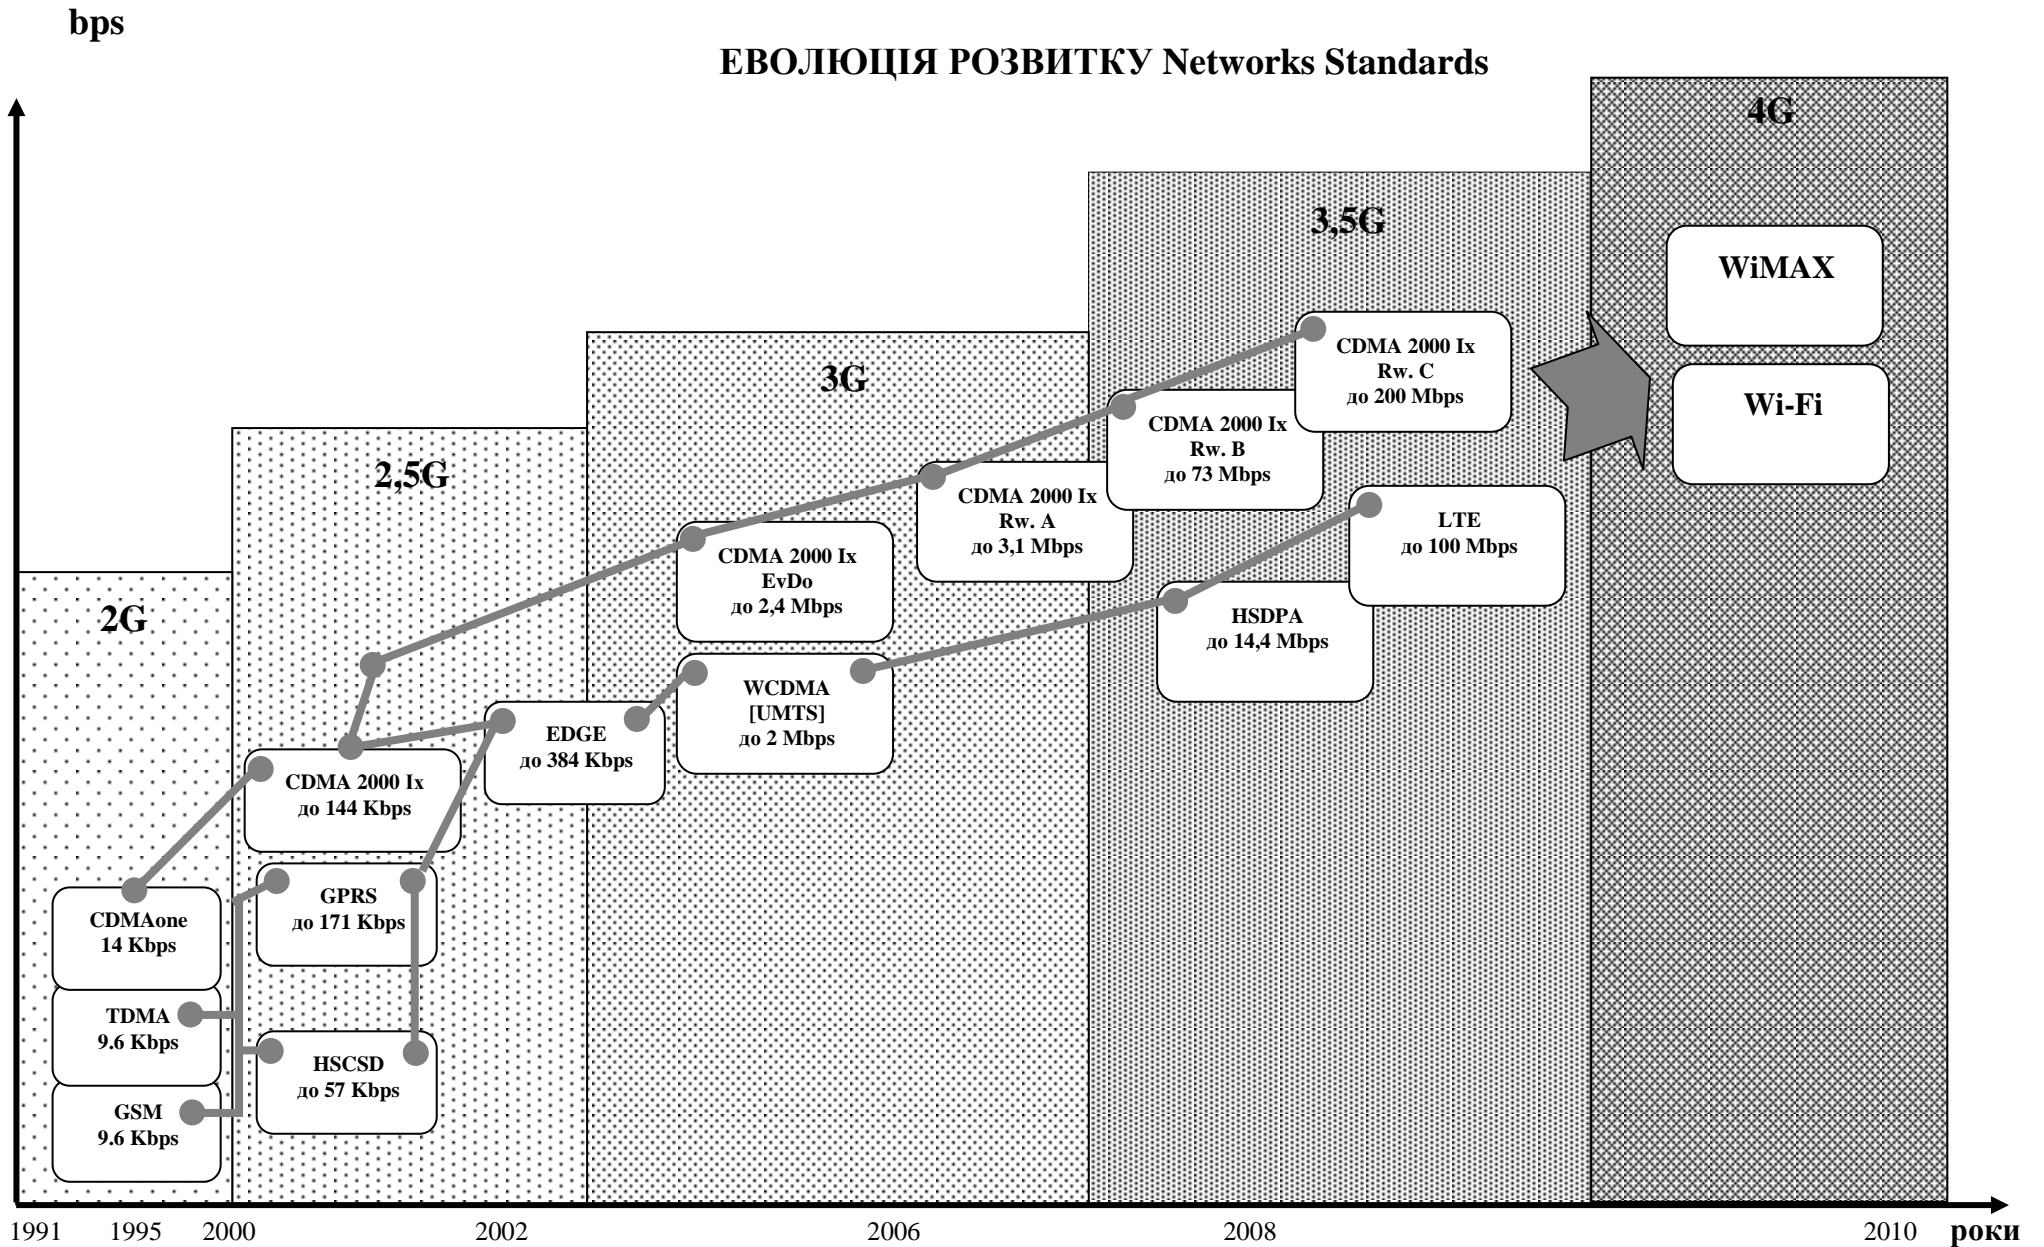 bps
ЕВОЛЮЦІЯ РОЗВИТКУ Networks Standards
4G
3,5G
WiMAX
Wi-Fi
CDMA 2000 Ix
Rw. C
до 200 Mbps
3G
CDMA 2000 Ix
Rw. B
до 73 Mbps
2,5G
CDMA 2000 Ix
Rw. A
до 3,1 Mbps
LTE
до 100 Mbps
CDMA 2000 Ix
EvDo
до 2,4 Mbps
2G
HSDPA
до 14,4 Mbps
WCDMA
[UMTS]
до 2 Mbps
EDGE
до 384 Kbps
CDMA 2000 Ix
до 144 Kbps
GPRS
до 171 Kbps
CDMAone
14 Kbps
TDMA
9.6 Kbps
HSCSD
до 57 Kbps
GSM
9.6 Kbps
1991 1995 2000 2002 2006 2008 2010 роки